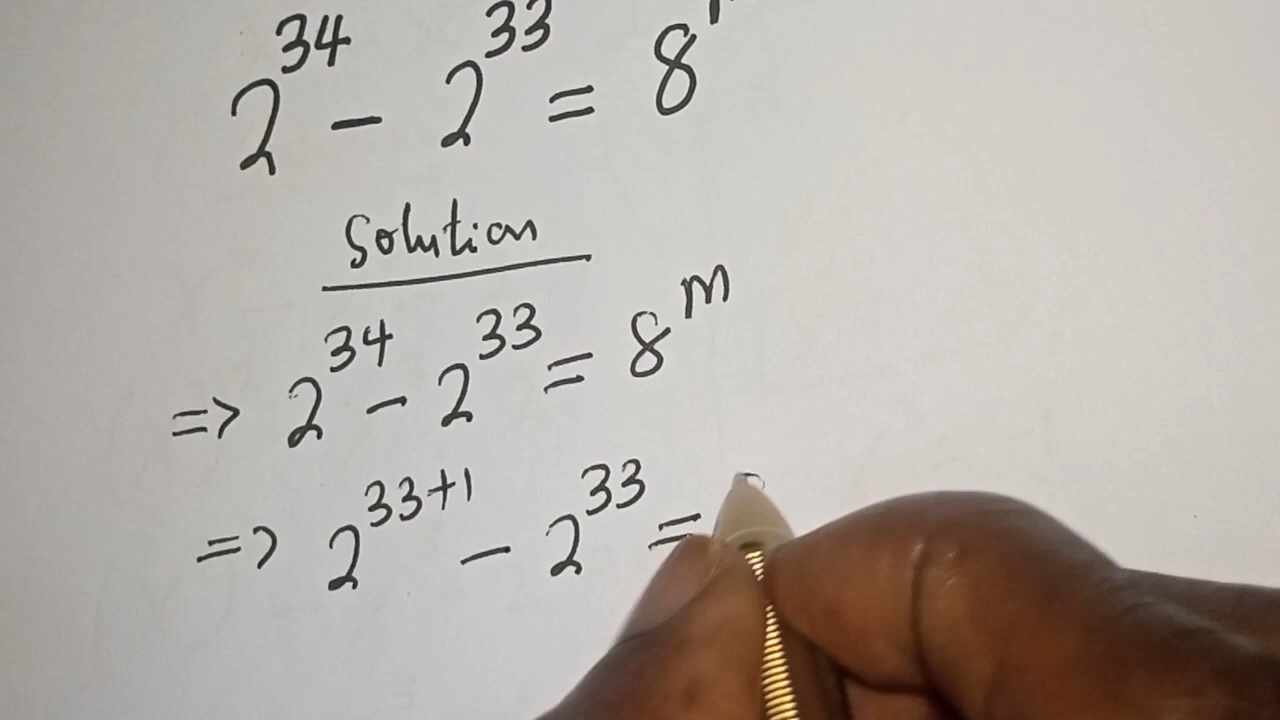 2^34 - 2^33 = 8
Solution
=> 2^34 - 2^33 = 8^m
=> 2^33+1 - 2^33 =